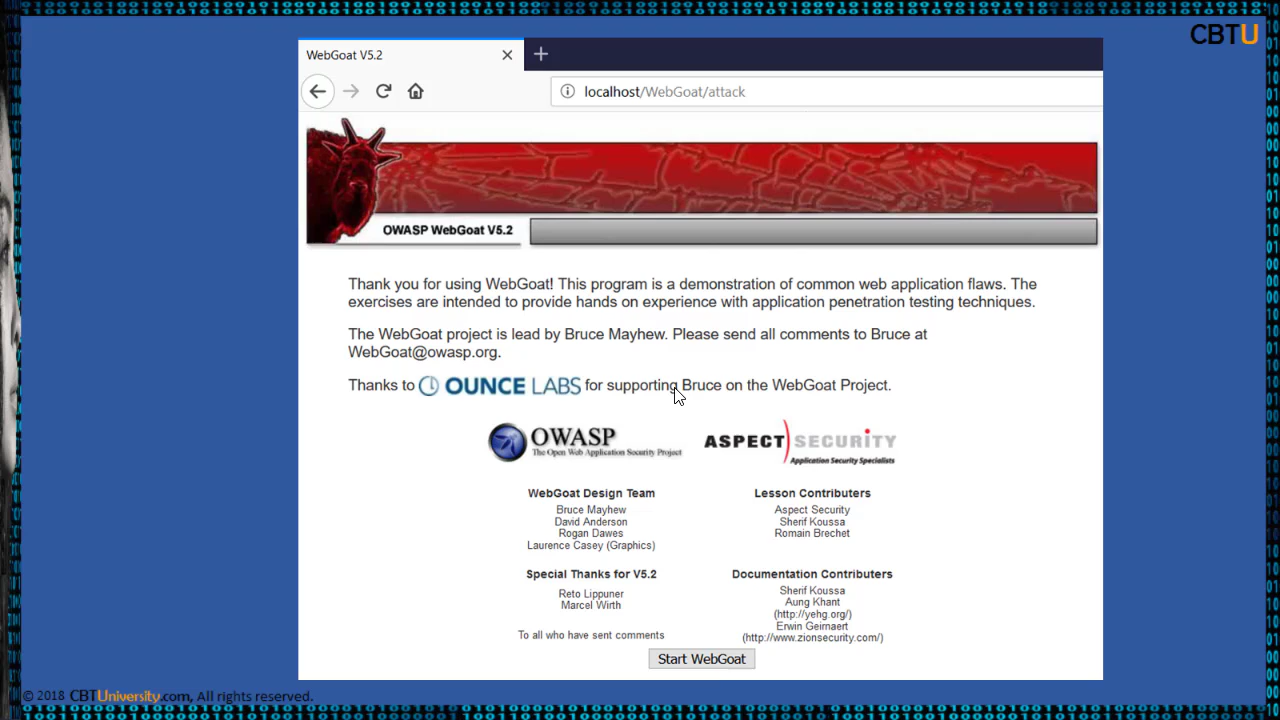 CBTU
WebGoat V5.2
localhost/WebGoat/attack
OWASP WebGoat V5.2
Thank you for using WebGoat! This program is a demonstration of common web application flaws. The
exercises are intended to provide hands on experience with application penetration testing techniques.
The WebGoat project is lead by Bruce Mayhew. Please send all comments to Bruce at
WebGoat@owasp.org.
Thanks to OUNCE LABS for supporting Bruce on the WebGoat Project.
OWASP
The Open Web Application Security Project
ASPECT SECURITY
Application Security Specialists
WebGoat Design Team
Bruce Mayhew
David Anderson
Rogan Dawes
Laurence Casey (Graphics)
Lesson Contributers
Aspect Security
Sherif Koussa
Romain Brechet
Special Thanks for V5.2
Reto Lippuner
Marcel Wirth
To all who have sent comments
Documentation Contributers
Sherif Koussa
Aung Khant
(http://yehg.org/)
Erwin Geirnaert
(http://www.zionsecurity.com/)
Start WebGoat
© 2018 CBTUniversity.com, All rights reserved.